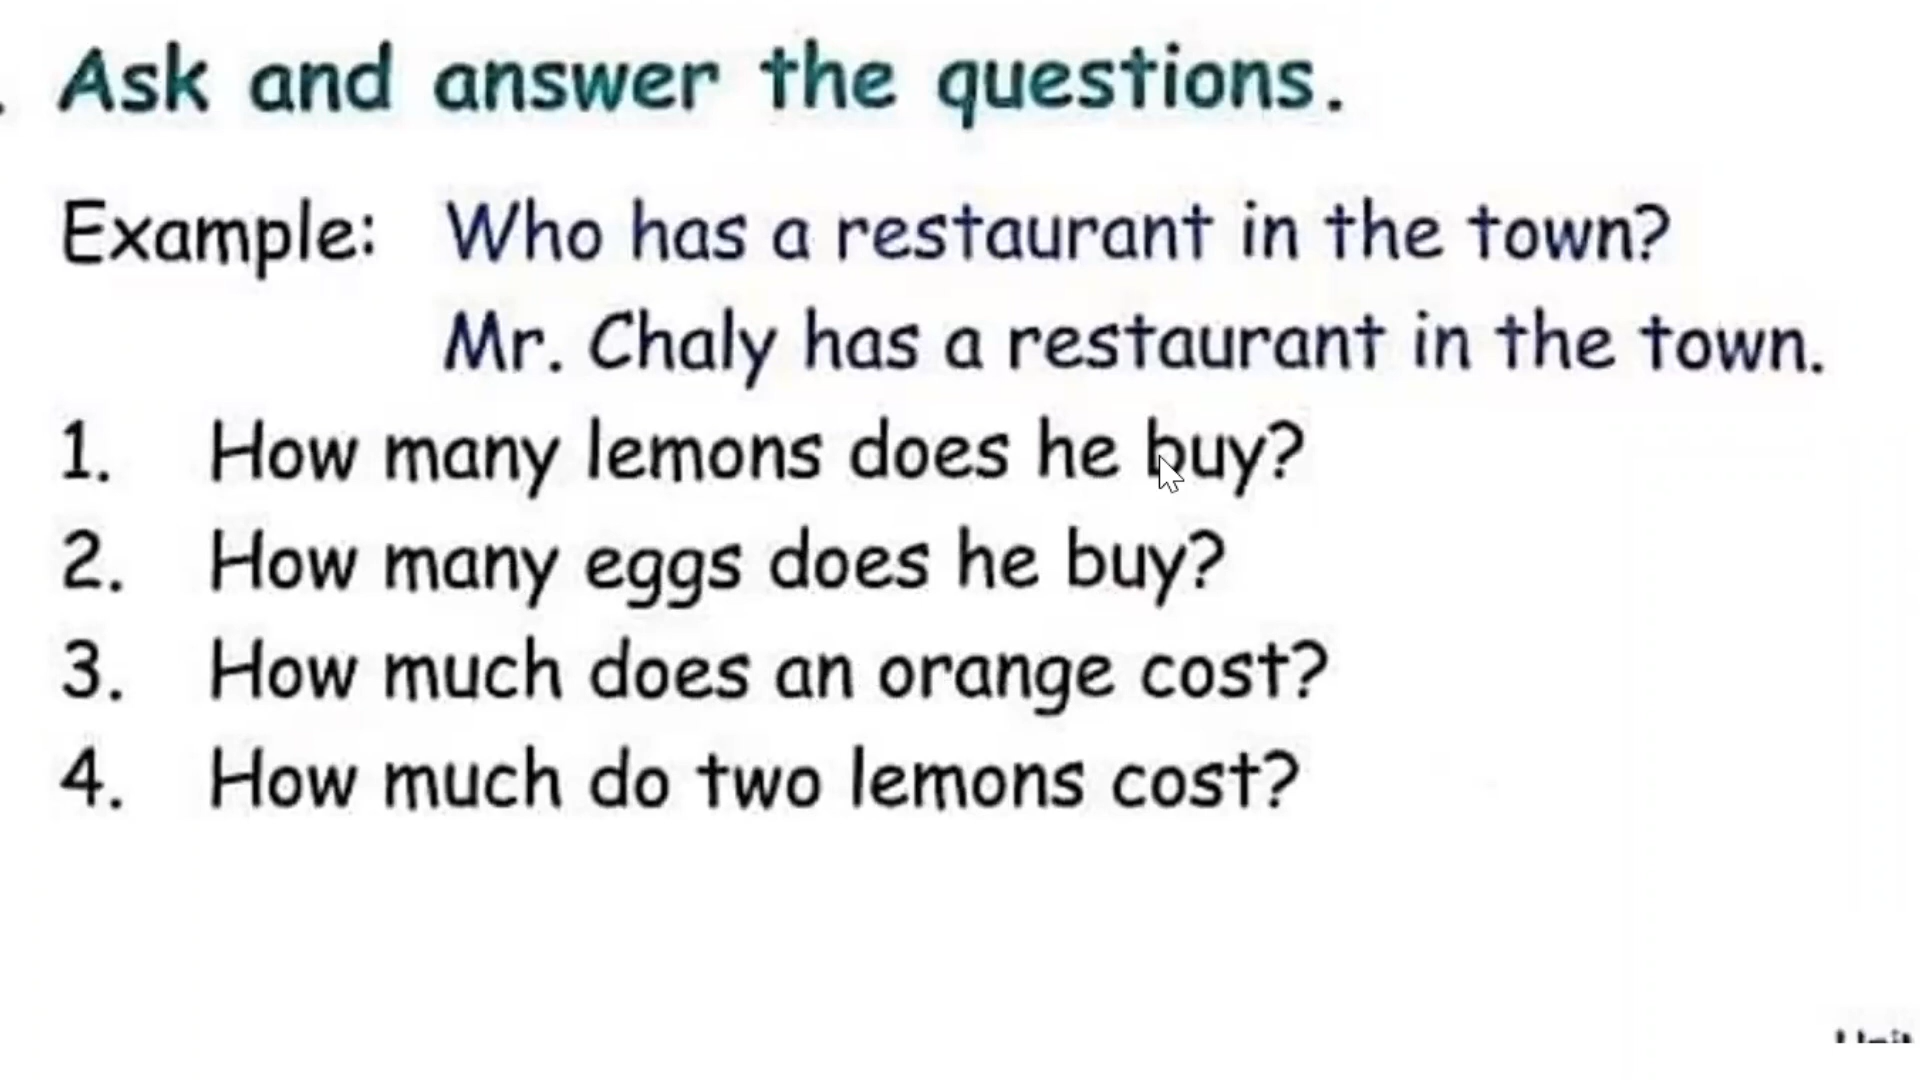 . Ask and answer the questions.
Example: Who has a restaurant in the town?
Mr. Chaly has a restaurant in the town.
1. How many lemons does he buy?
2. How many eggs does he buy?
3. How much does an orange cost?
4. How much do two lemons cost?